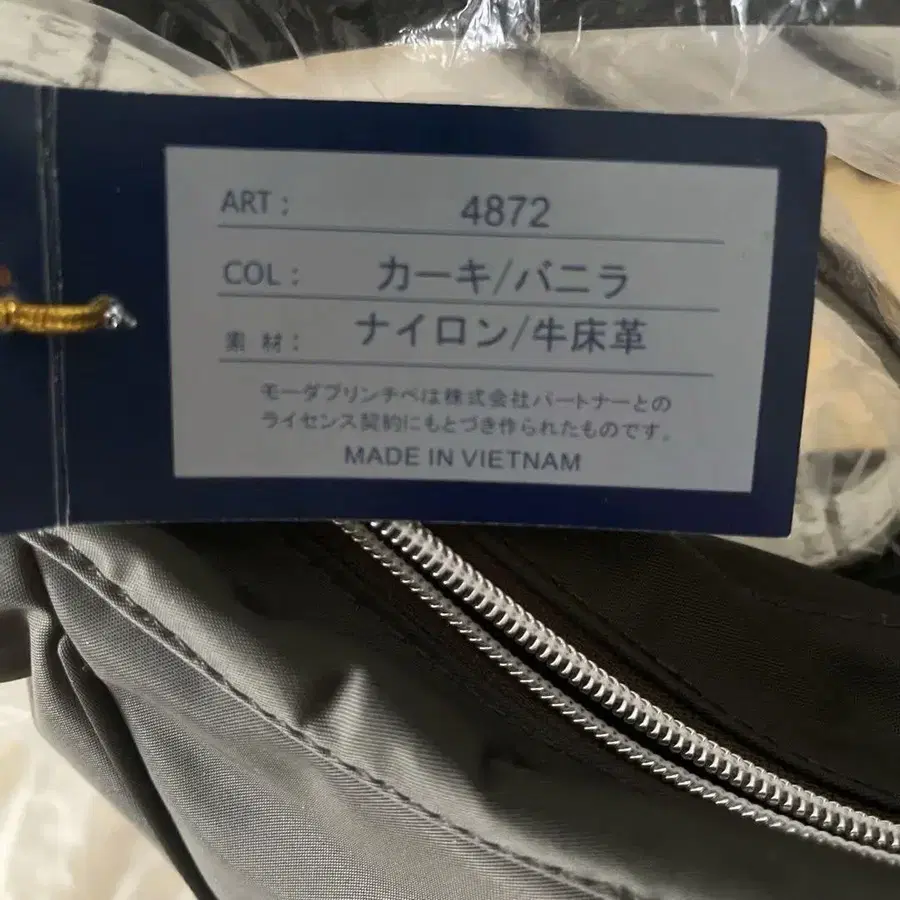 ART : 4872
COL : カーキ/バニラ
素 材 : ナイロン/牛床革
モーダプリンチペは株式会社パートナーとの
ライセンス契約にもとづき作られたものです。
MADE IN VIETNAM